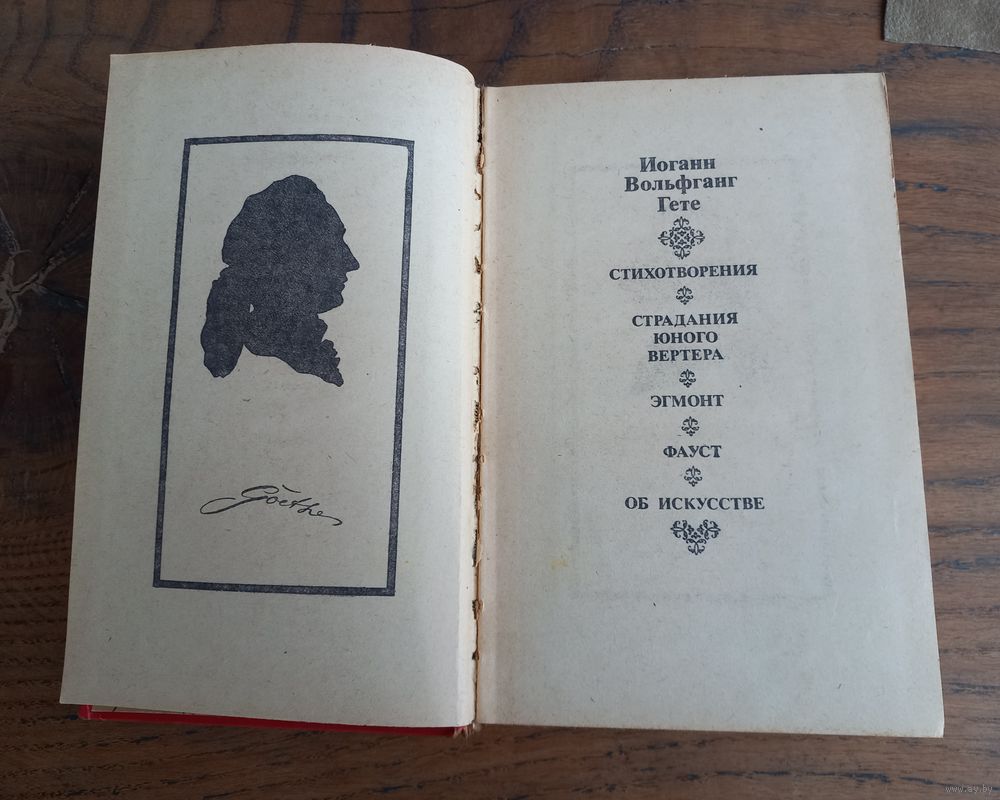 Goethe
Иоганн
Вольфганг
Гете
СТИХОТВОРЕНИЯ
СТРАДАНИЯ
ЮНОГО
ВЕРТЕРА
ЭГМОНТ
ФАУСТ
ОБ ИСКУССТВЕ
www.ay.by